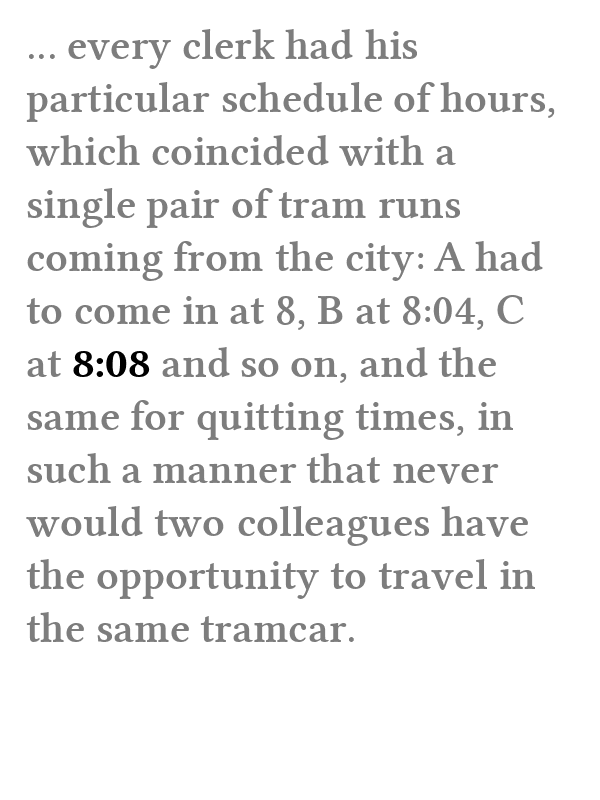 ... every clerk had his
particular schedule of hours,
which coincided with a
single pair of tram runs
coming from the city: A had
to come in at 8, B at 8:04, C
at 8:08 and so on, and the
same for quitting times, in
such a manner that never
would two colleagues have
the opportunity to travel in
the same tramcar.